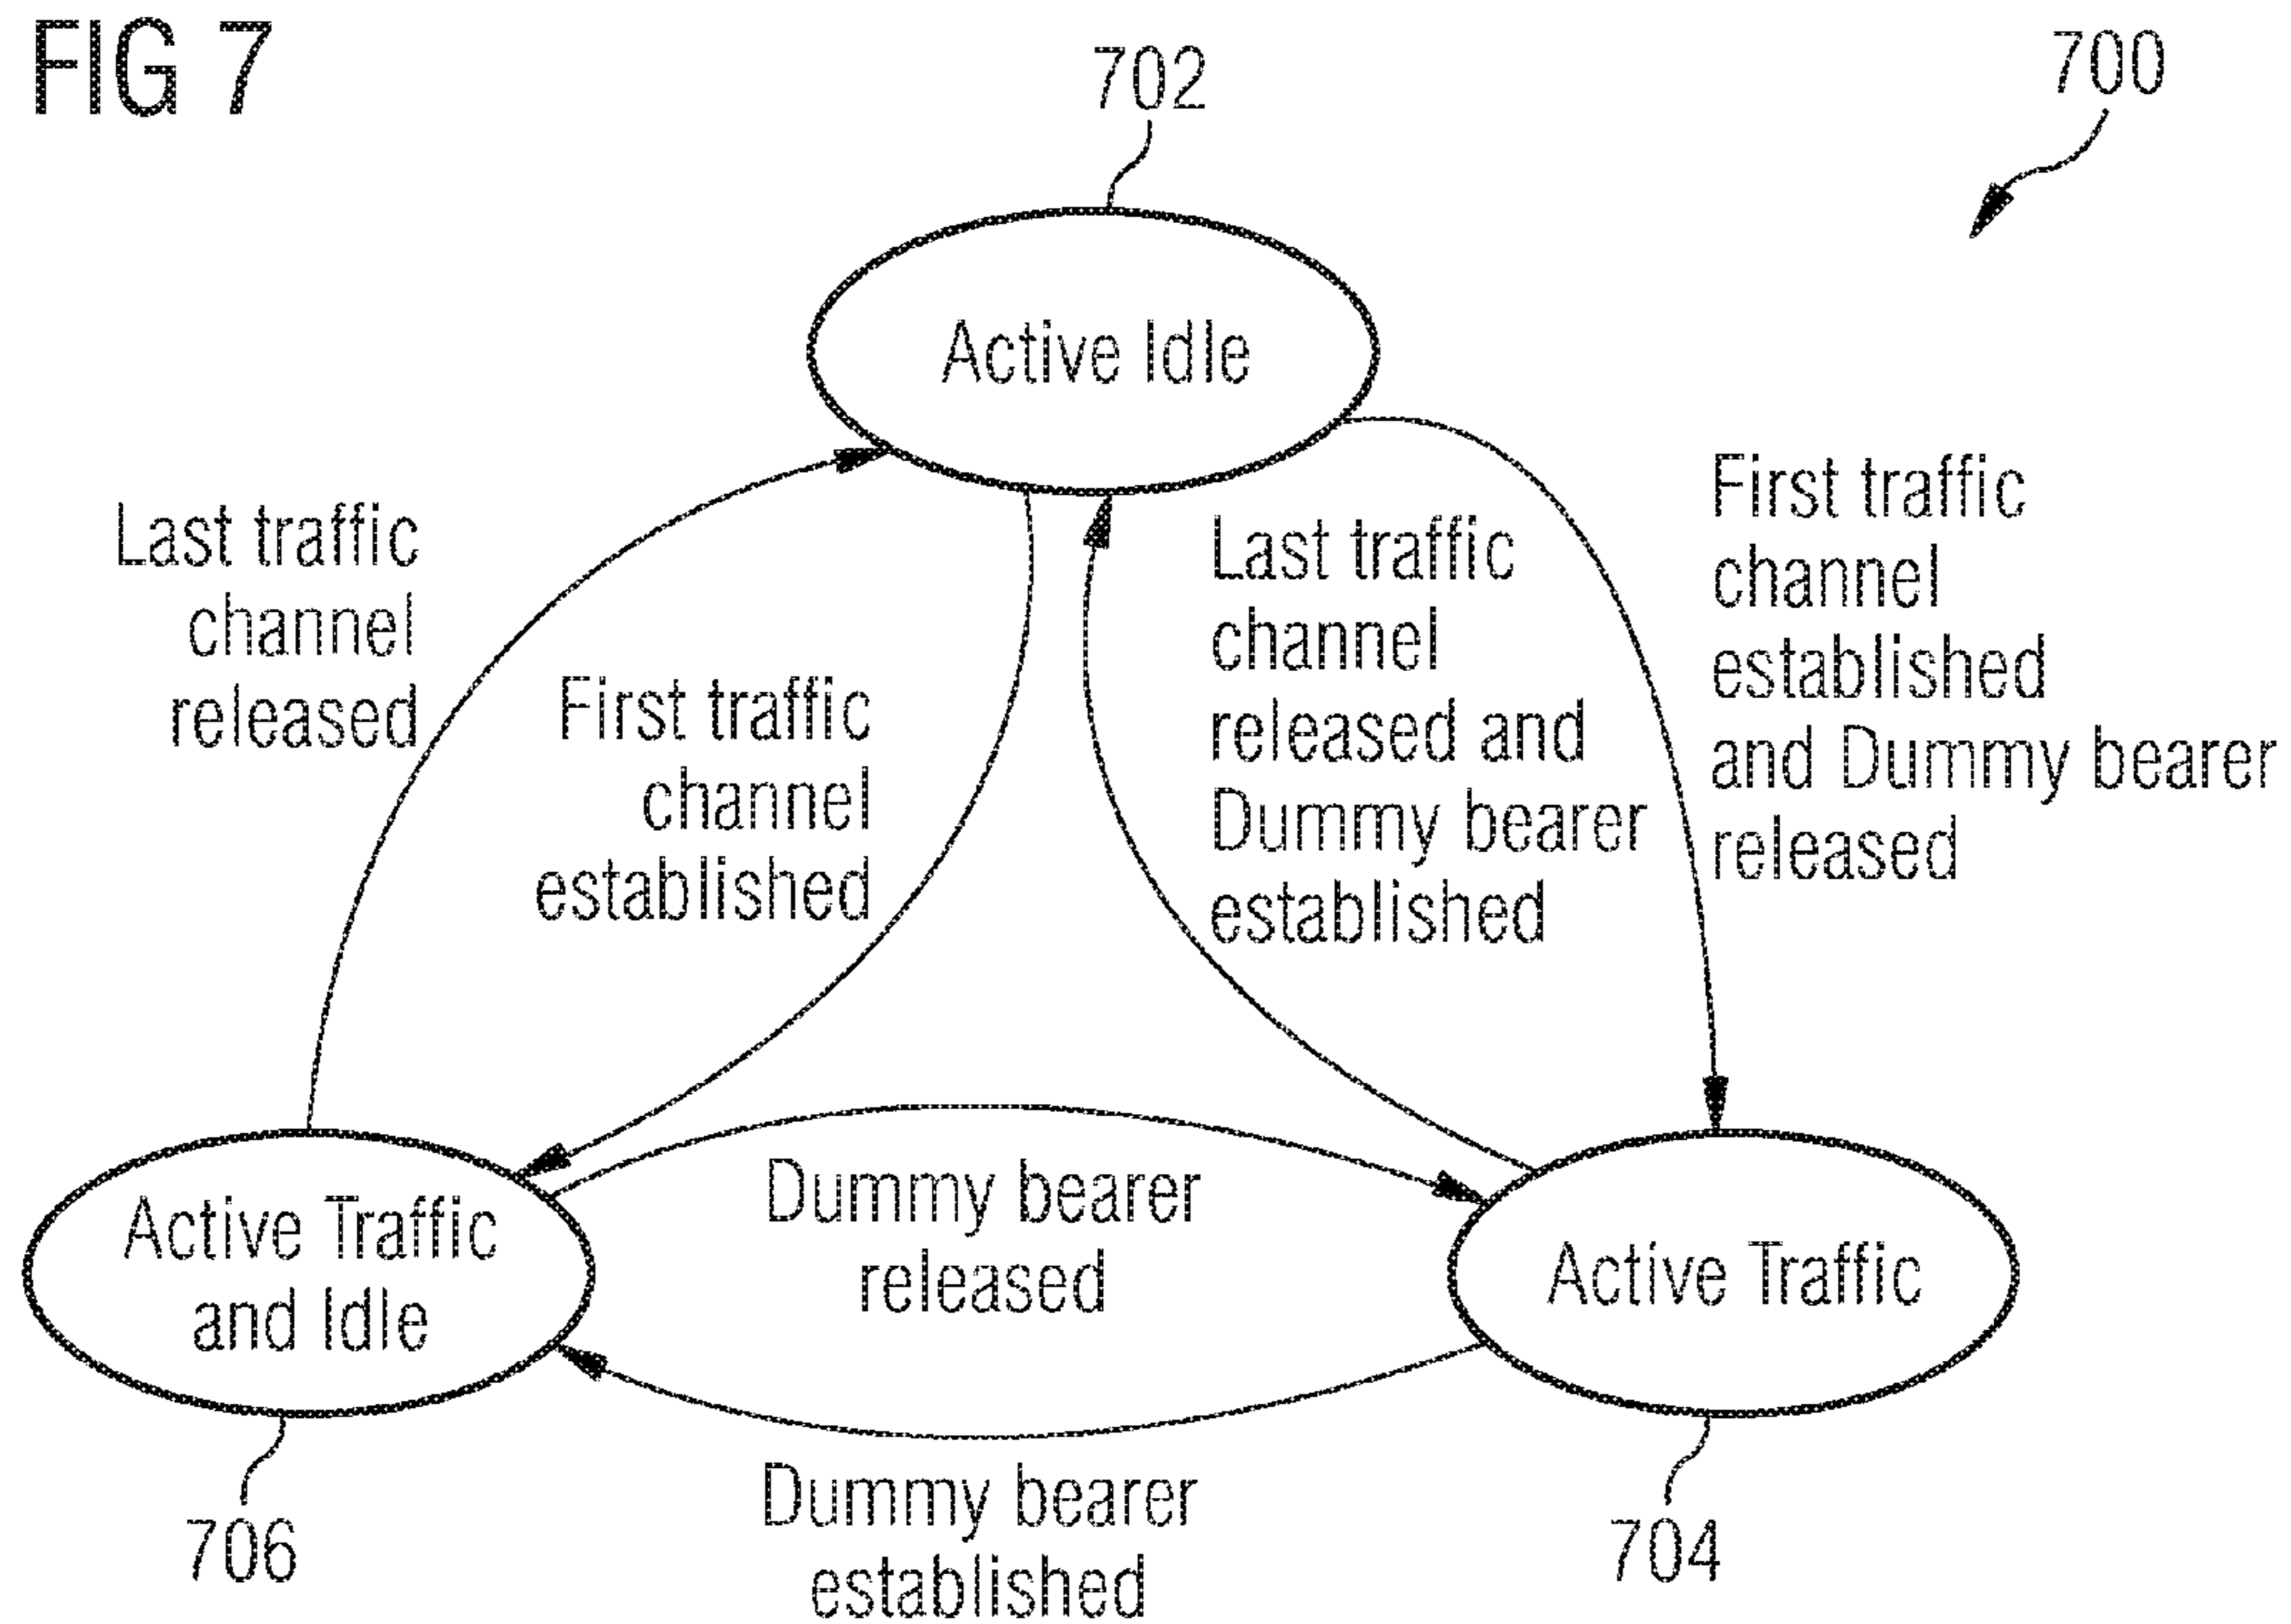 FIG 7
702
700
Active Idle
Last traffic
channel
released
First traffic
channel
established
Last traffic
channel
released and
Dummy bearer
established
First traffic
channel
established
and Dummy bearer
released
Active Traffic
and Idle
Dummy bearer
released
Active Traffic
Dummy bearer
established
706
704